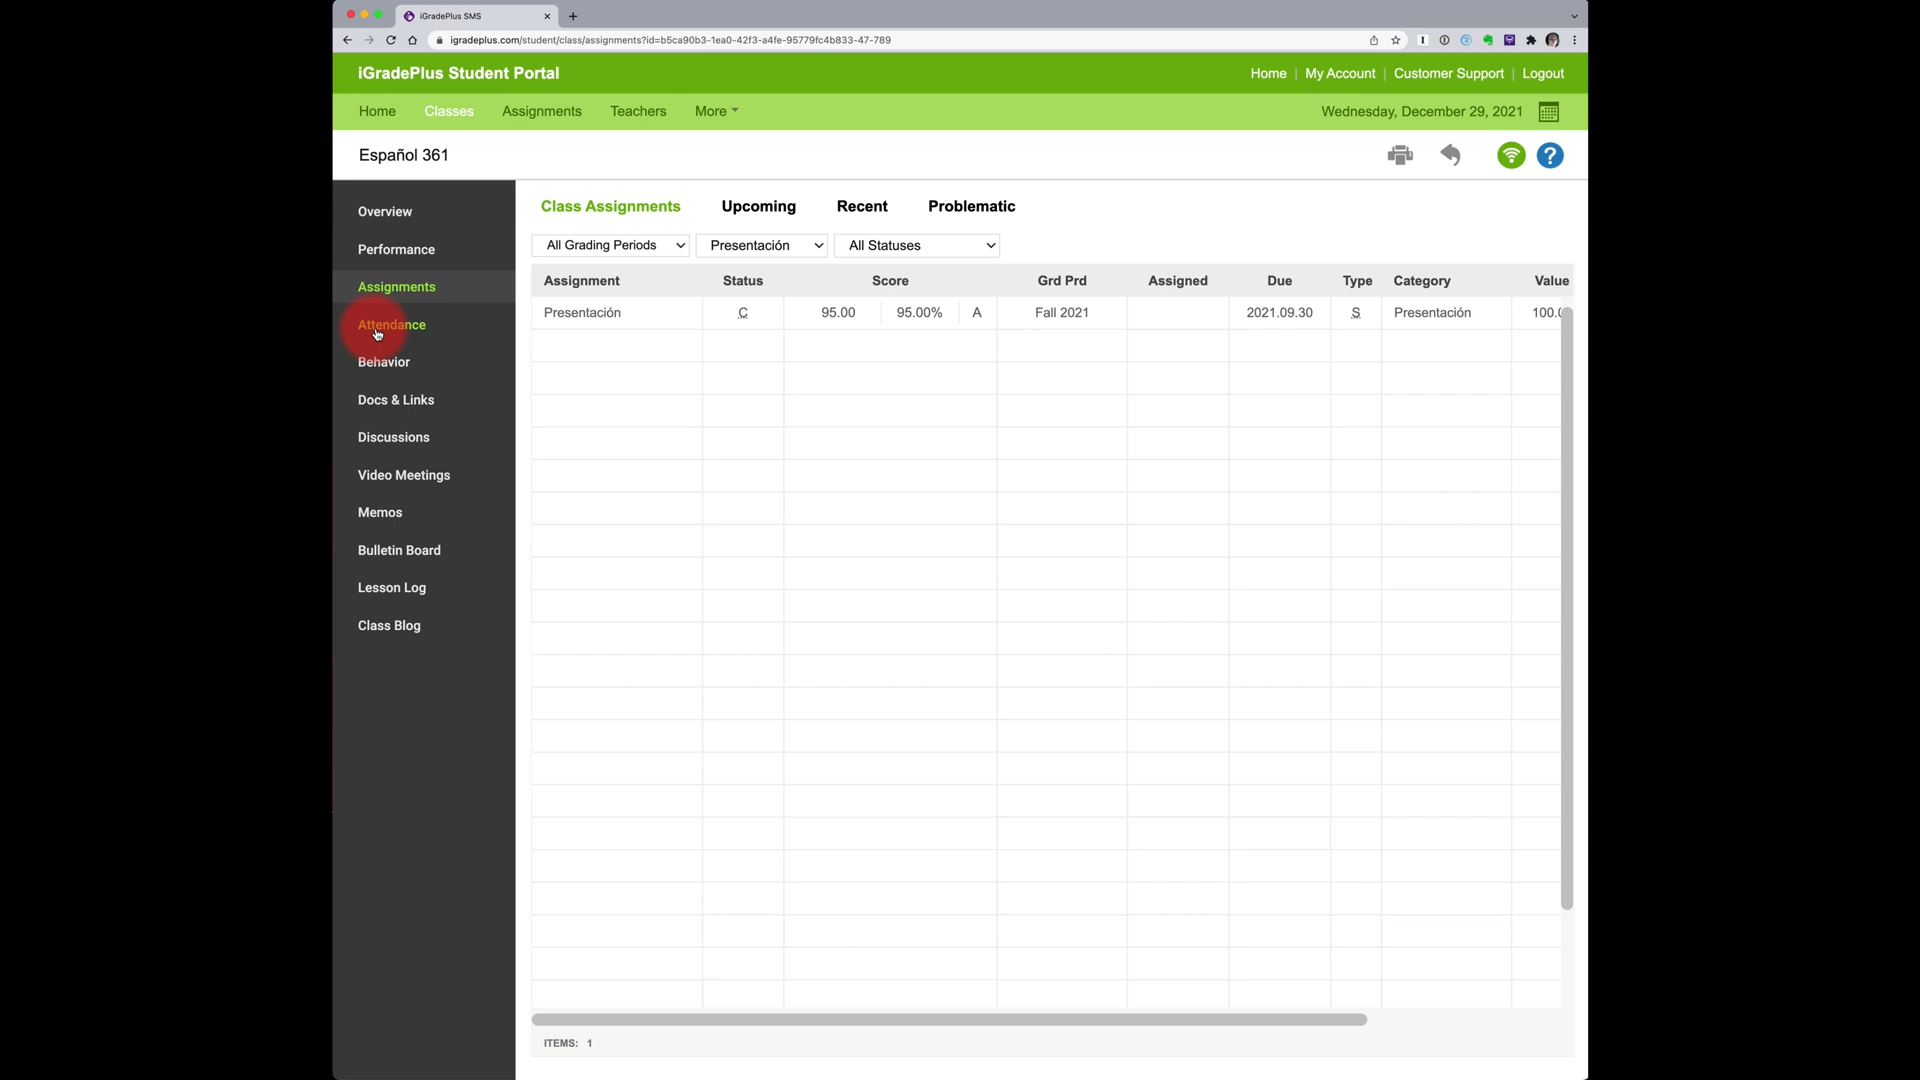 iGradePlus SMS
igradeplus.com/student/class/assignments?id=b5ca90b3-1ea0-42f3-a4fe-95779fc4b833-47-789
iGradePlus Student Portal
Home | My Account | Customer Support | Logout
Home Classes Assignments Teachers More
Wednesday, December 29, 2021
Español 361
Overview
Performance
Assignments
Attendance
Behavior
Docs & Links
Discussions
Video Meetings
Memos
Bulletin Board
Lesson Log
Class Blog
Class Assignments Upcoming Recent Problematic
All Grading Periods Presentación All Statuses
Assignment Status Score Grd Prd Assigned Due Type Category Value
Presentación C 95.00 95.00% A Fall 2021 2021.09.30 S Presentación 100.
ITEMS: 1